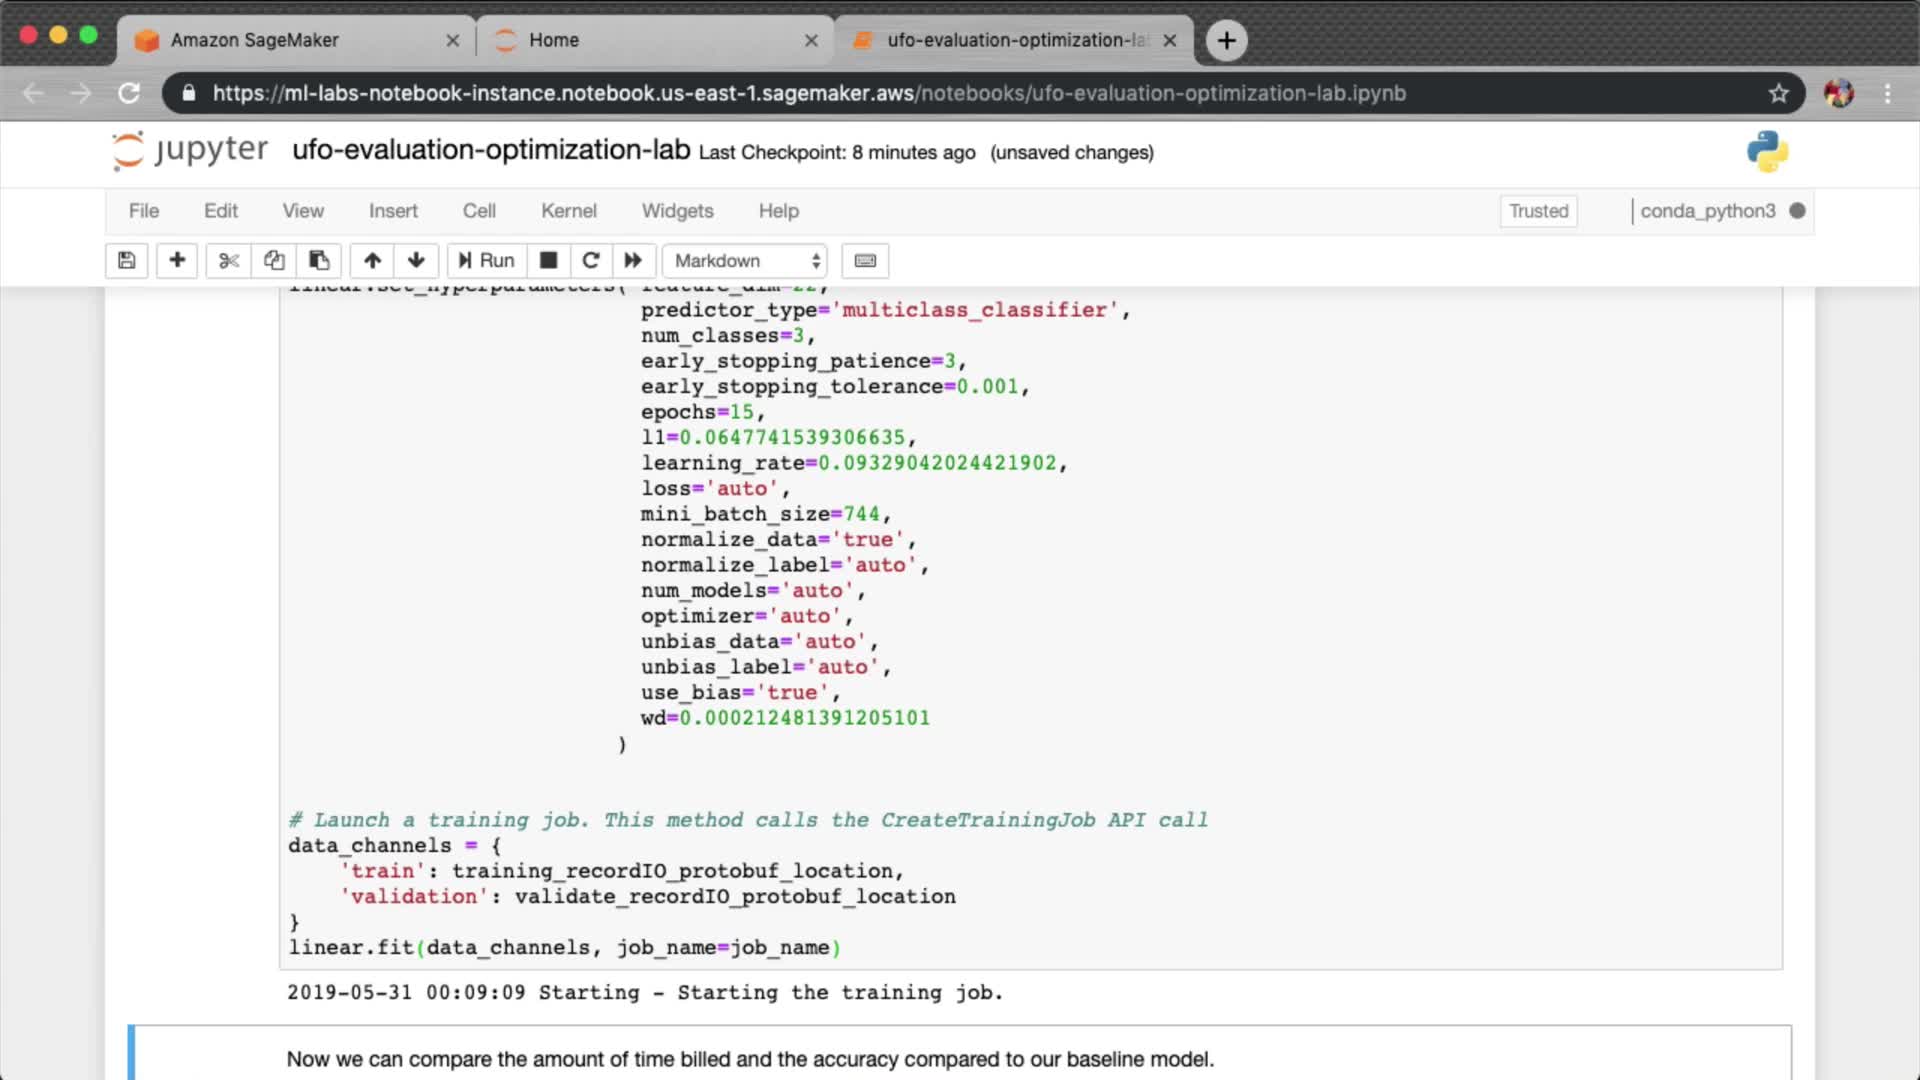 Amazon SageMaker
Home
ufo-evaluation-optimization-la
https://ml-labs-notebook-instance.notebook.us-east-1.sagemaker.aws/notebooks/ufo-evaluation-optimization-lab.ipynb
jupyter ufo-evaluation-optimization-lab Last Checkpoint: 8 minutes ago (unsaved changes)
File Edit View Insert Cell Kernel Widgets Help Trusted conda_python3
Run Markdown
linear.set_hyperparameters( feature_dim=22,
predictor_type='multiclass_classifier',
num_classes=3,
early_stopping_patience=3,
early_stopping_tolerance=0.001,
epochs=15,
l1=0.0647741539306635,
learning_rate=0.09329042024421902,
loss='auto',
mini_batch_size=744,
normalize_data='true',
normalize_label='auto',
num_models='auto',
optimizer='auto',
unbias_data='auto',
unbias_label='auto',
use_bias='true',
wd=0.000212481391205101
)
# Launch a training job. This method calls the CreateTrainingJob API call
data_channels = {
'train': training_recordIO_protobuf_location,
'validation': validate_recordIO_protobuf_location
}
linear.fit(data_channels, job_name=job_name)
2019-05-31 00:09:09 Starting - Starting the training job.
Now we can compare the amount of time billed and the accuracy compared to our baseline model.